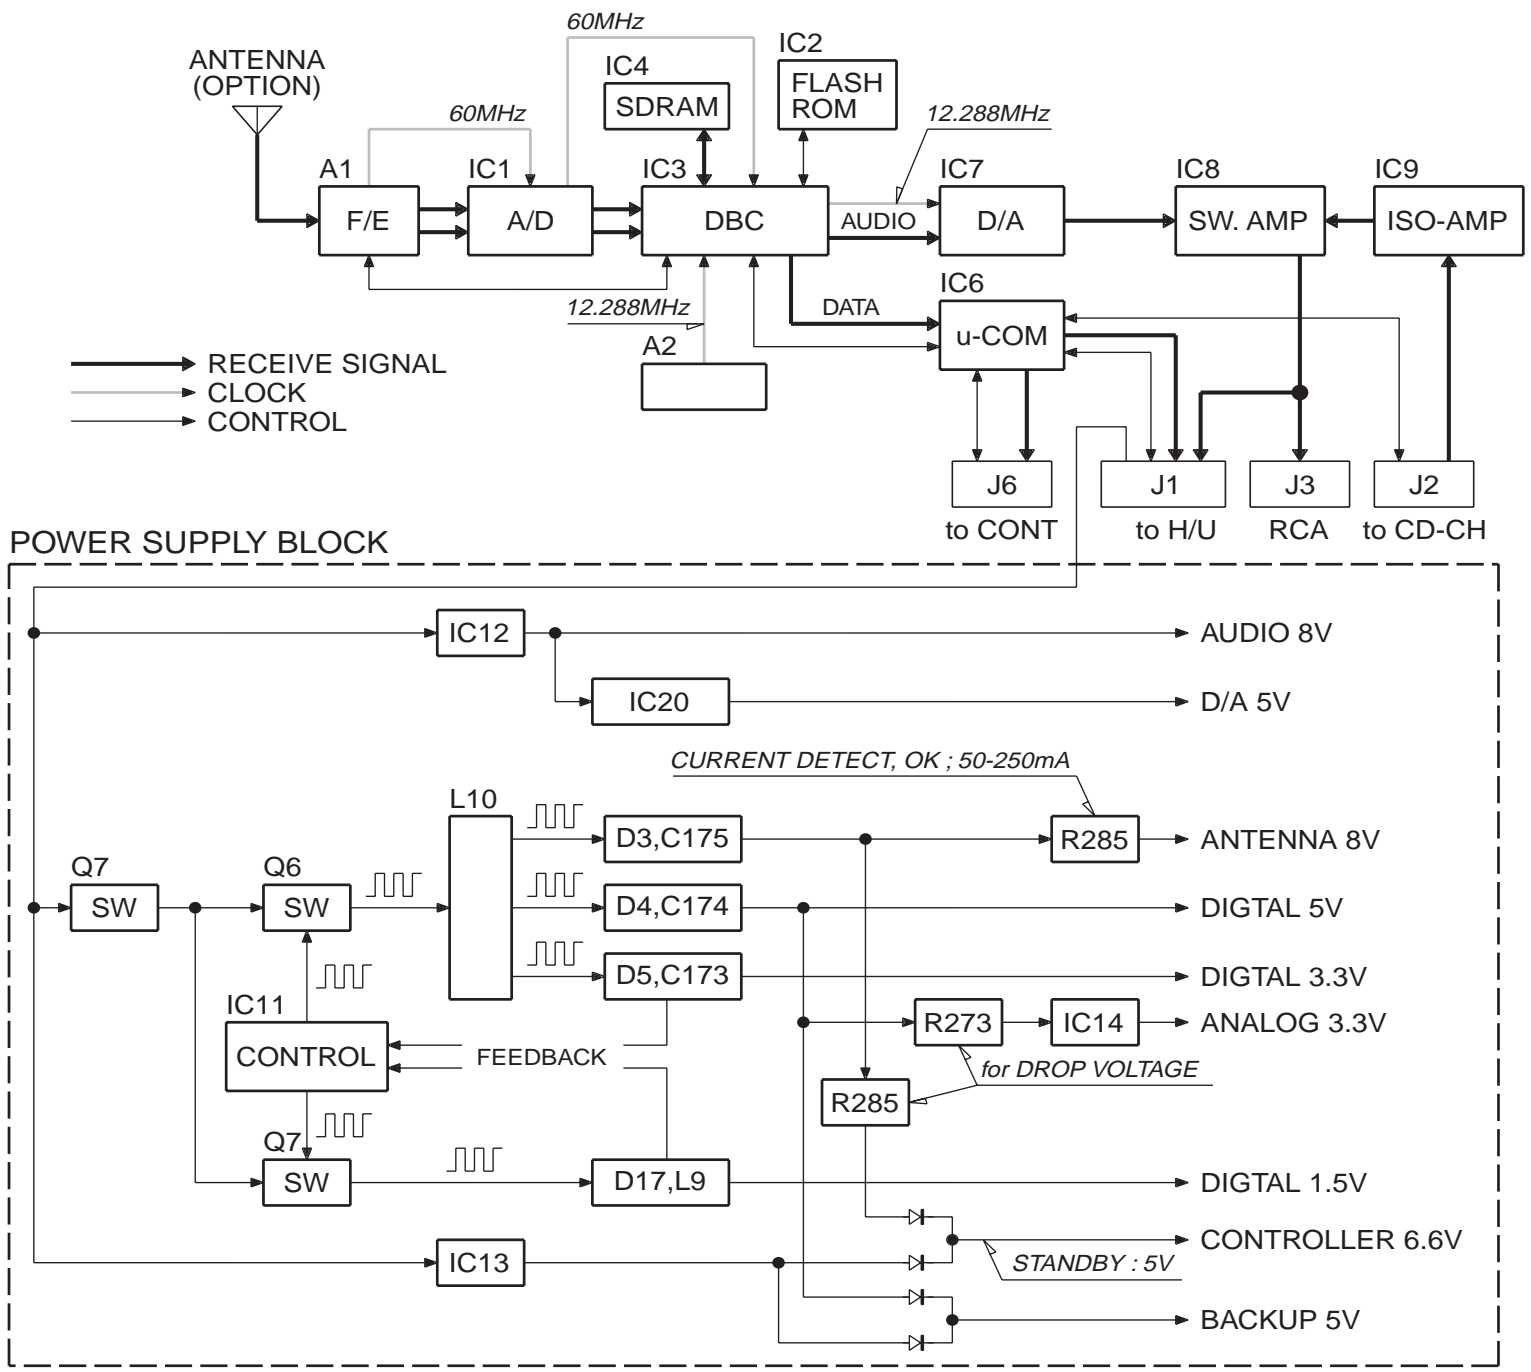 60MHz
ANTENNA
(OPTION)
IC4
SDRAM
IC2
FLASH
ROM
60MHz
12.288MHz
A1
F/E
IC1
A/D
IC3
DBC
AUDIO
IC7
D/A
IC8
SW. AMP
IC9
ISO-AMP
12.288MHz
DATA
IC6
u-COM
A2
RECEIVE SIGNAL
CLOCK
CONTROL
J6
J1
J3
J2
to CONT
to H/U
RCA
to CD-CH
POWER SUPPLY BLOCK
IC12
AUDIO 8V
IC20
D/A 5V
CURRENT DETECT, OK ; 50-250mA
L10
D3,C175
R285
ANTENNA 8V
Q7
SW
Q6
SW
D4,C174
DIGTAL 5V
D5,C173
DIGTAL 3.3V
IC11
CONTROL
FEEDBACK
R273
IC14
ANALOG 3.3V
for DROP VOLTAGE
R285
Q7
SW
D17,L9
DIGTAL 1.5V
CONTROLLER 6.6V
IC13
STANDBY : 5V
BACKUP 5V